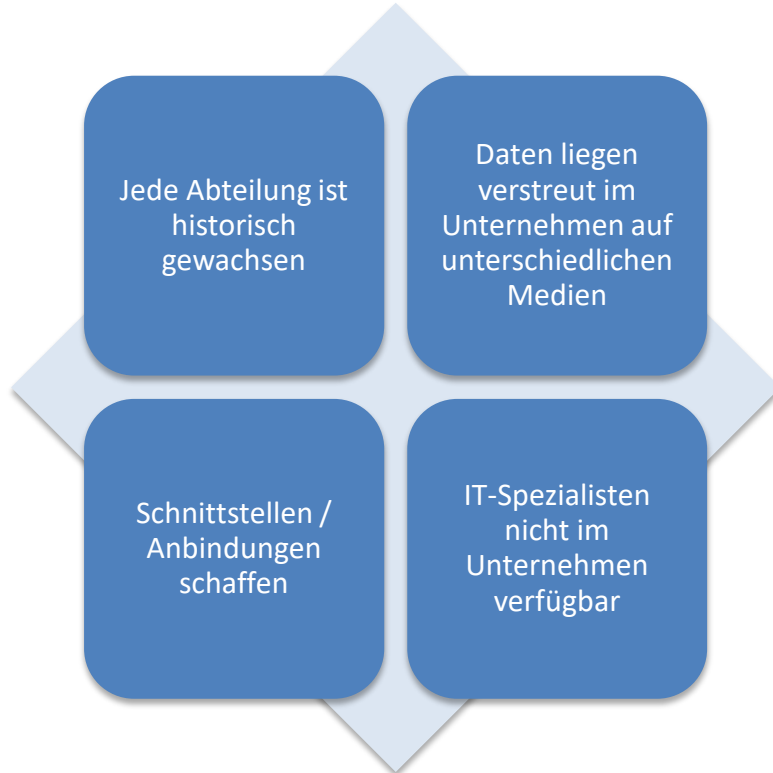 Jede Abteilung ist
historisch
gewachsen
Daten liegen
verstreut im
Unternehmen auf
unterschiedlichen
Medien
Schnittstellen /
Anbindungen
schaffen
IT-Spezialisten
nicht im
Unternehmen
verfügbar